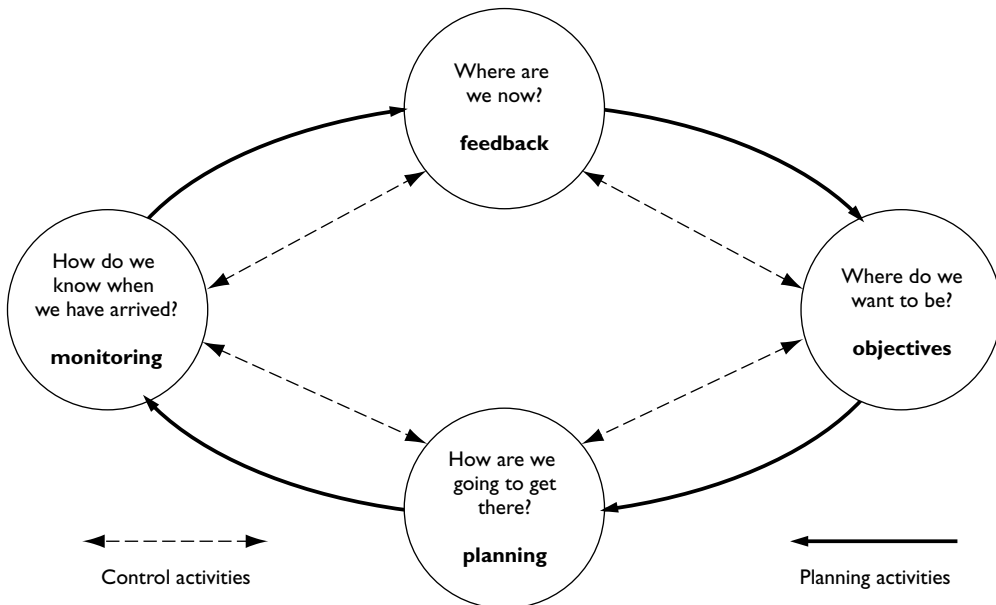 Where are
we now?
feedback
How do we
know when
we have arrived?
monitoring
Where do we
want to be?
objectives
How are we
going to get
there?
planning
Control activities
Planning activities